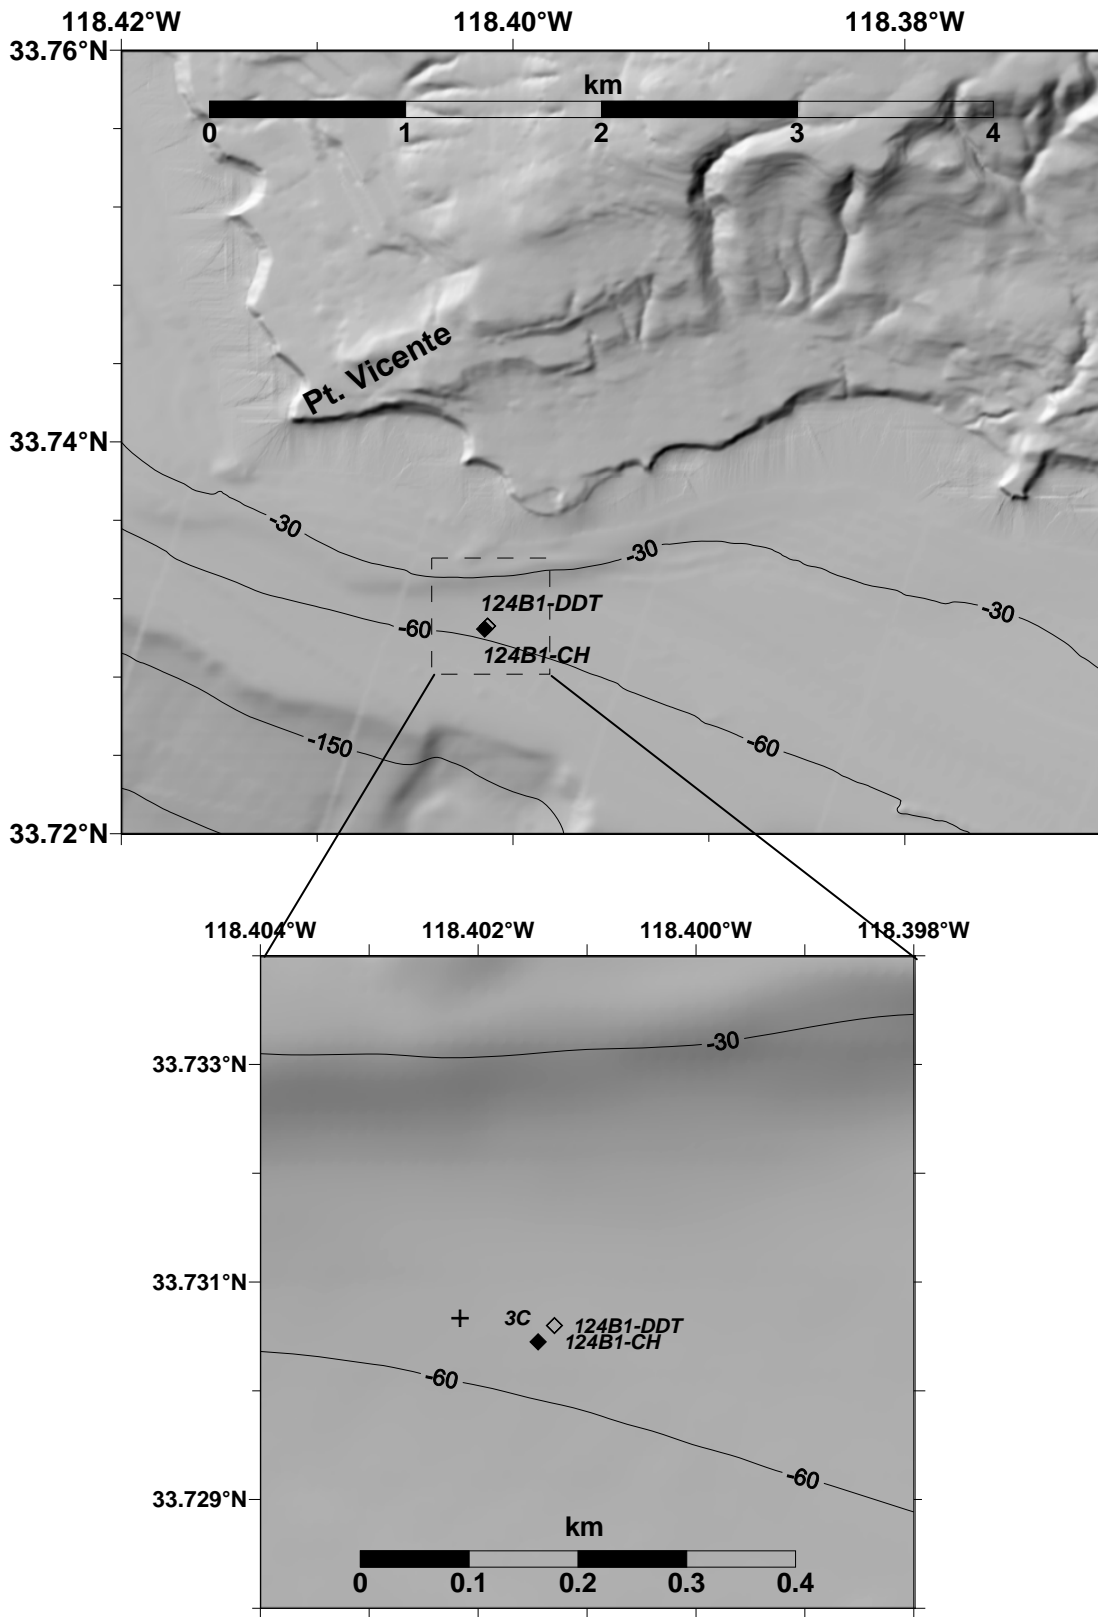 118.42°W 118.40°W 118.38°W
33.76°N
km
0 1 2 3 4
Pt. Vicente
33.74°N
-30
-30
-30
124B1-DDT
-60
124B1-CH
-60
-150
33.72°N
118.404°W 118.402°W 118.400°W 118.398°W
-30
33.733°N
33.731°N
3C
124B1-DDT
124B1-CH
-60
-60
33.729°N
km
0 0.1 0.2 0.3 0.4